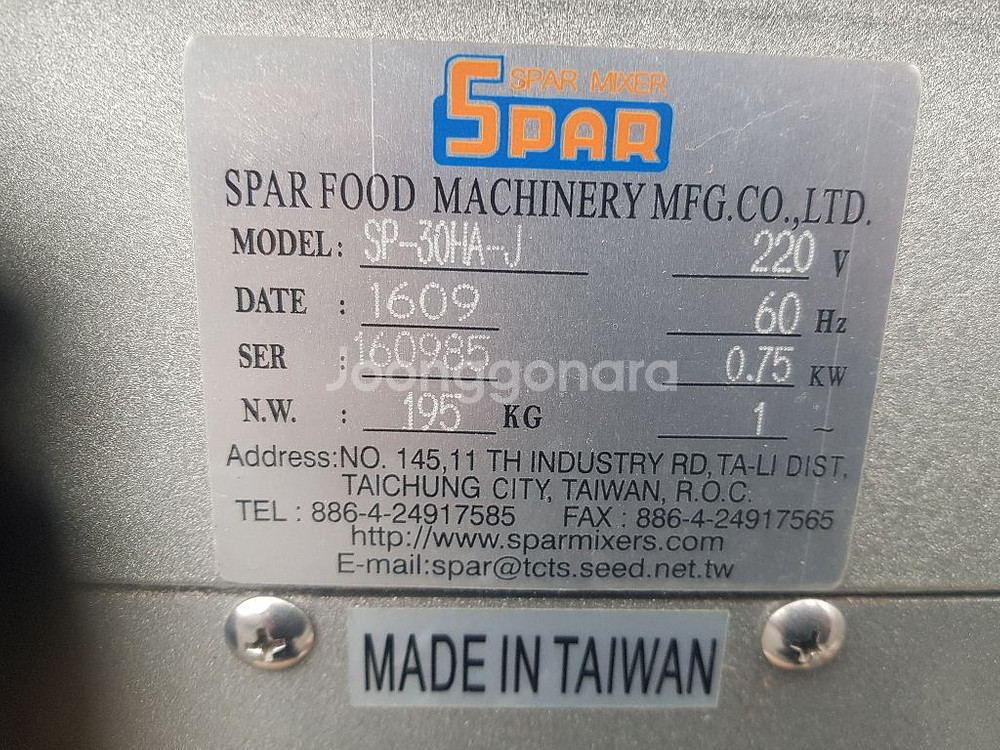 SPAR MIXER
SPAR
SPAR FOOD MACHINERY MFG.CO.,LTD.
MODEL: SP-30HA-J 220 V
DATE : 1609 60 Hz
SER : 160985 0.75 KW
N.W. : 195 KG 1 ~
Joonggonara
Address:NO. 145,11 TH INDUSTRY RD,TA-LI DIST,
TAICHUNG CITY, TAIWAN, R.O.C.
TEL : 886-4-24917585 FAX : 886-4-24917565
http://www.sparmixers.com
E-mail:spar@tcts.seed.net.tw
MADE IN TAIWAN